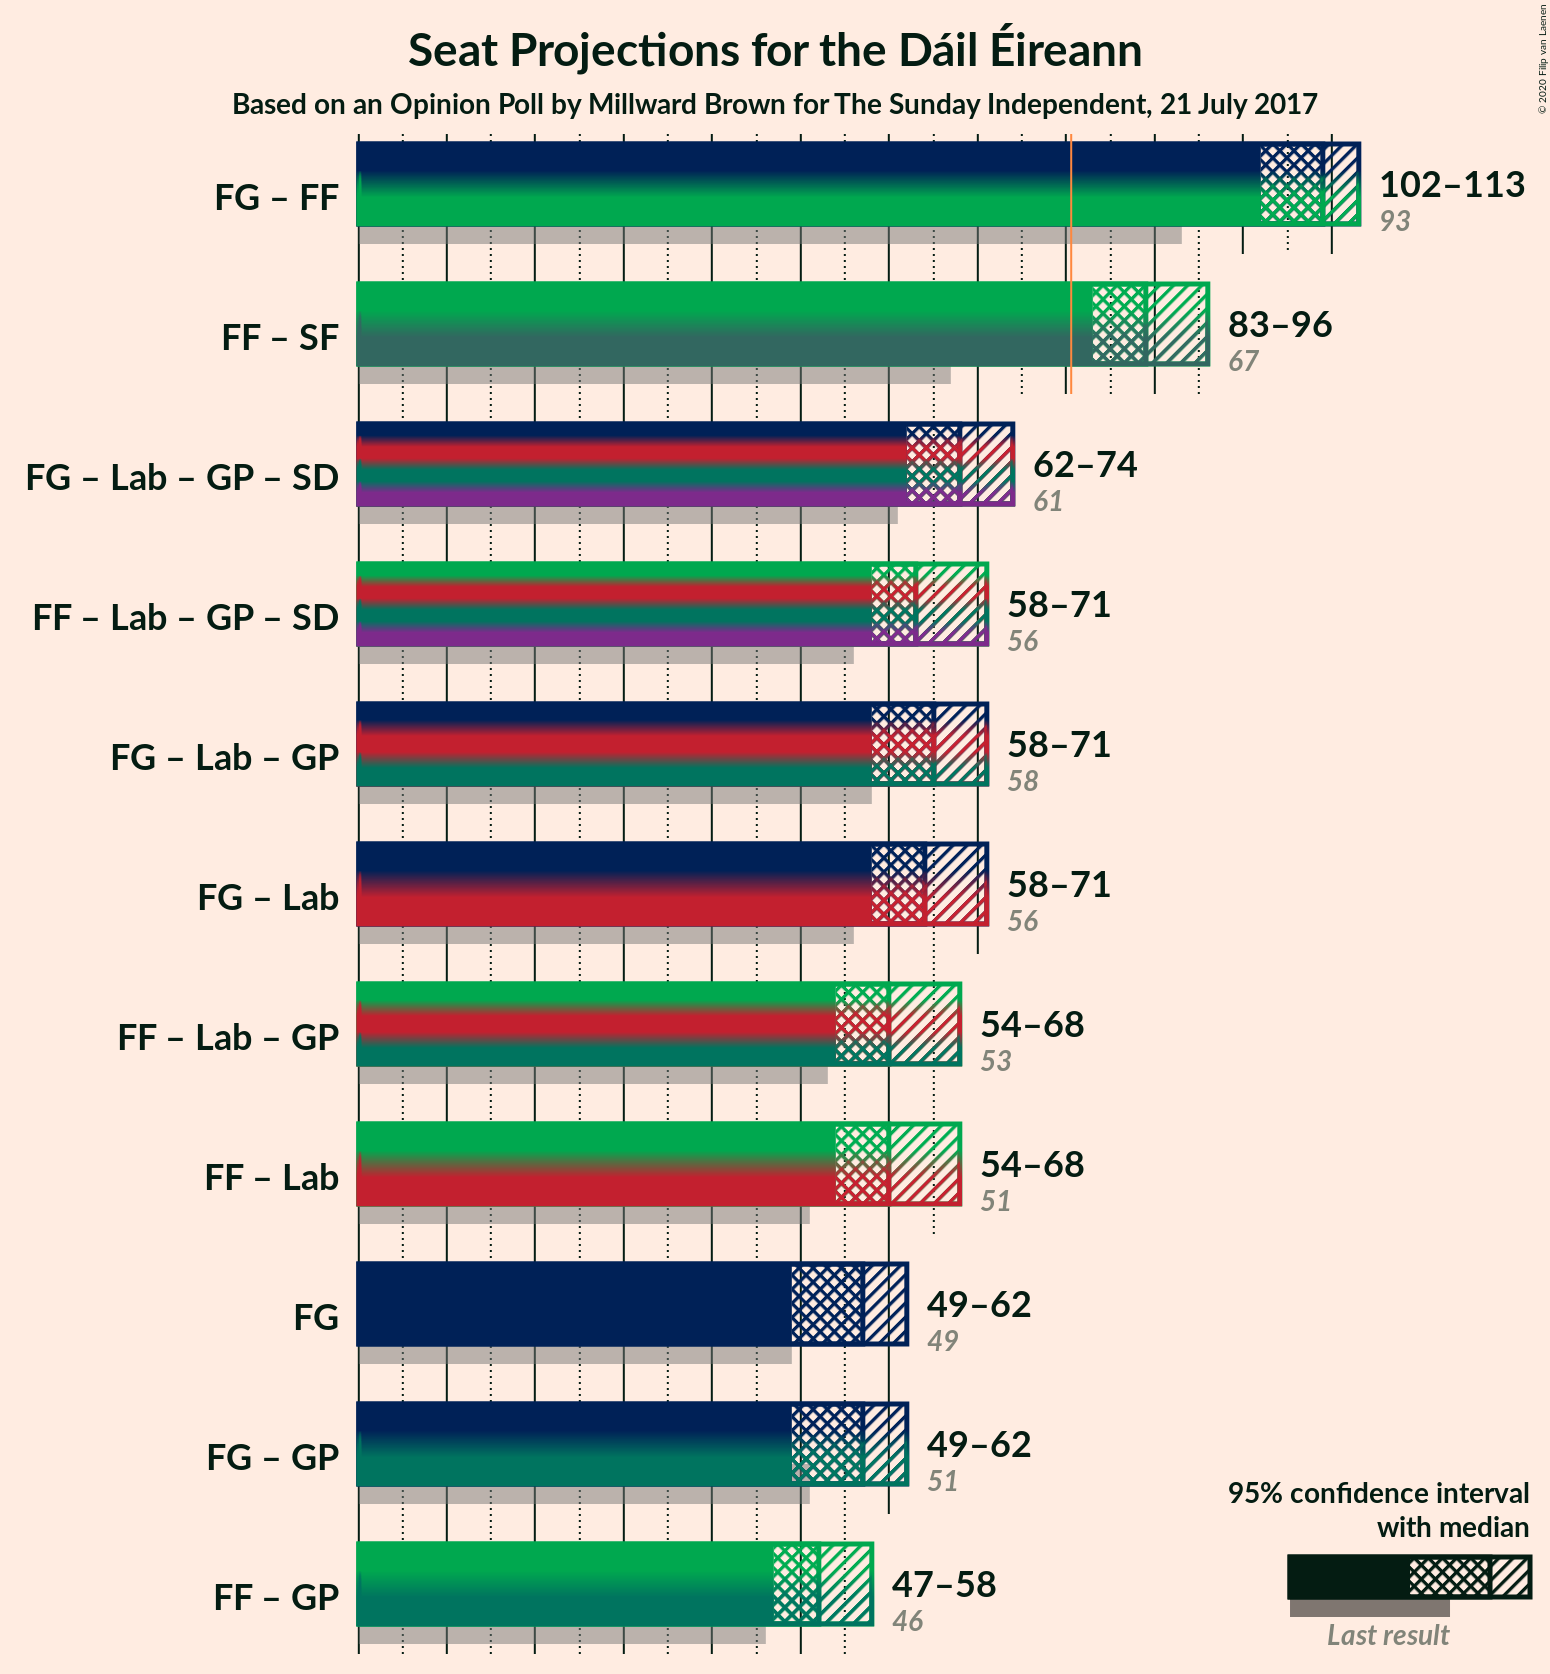 Seat Projections for the Dáil Éireann
Based on an Opinion Poll by Millward Brown for The Sunday Independent, 21 July 2017
© 2020 Filip van Laenen
FG – FF
102–113
93
FF – SF
83–96
67
FG – Lab – GP – SD
62–74
61
FF – Lab – GP – SD
58–71
56
FG – Lab – GP
58–71
58
FG – Lab
58–71
56
FF – Lab – GP
54–68
53
FF – Lab
54–68
51
FG
49–62
49
FG – GP
49–62
51
FF – GP
47–58
46
95% confidence interval
with median
Last result